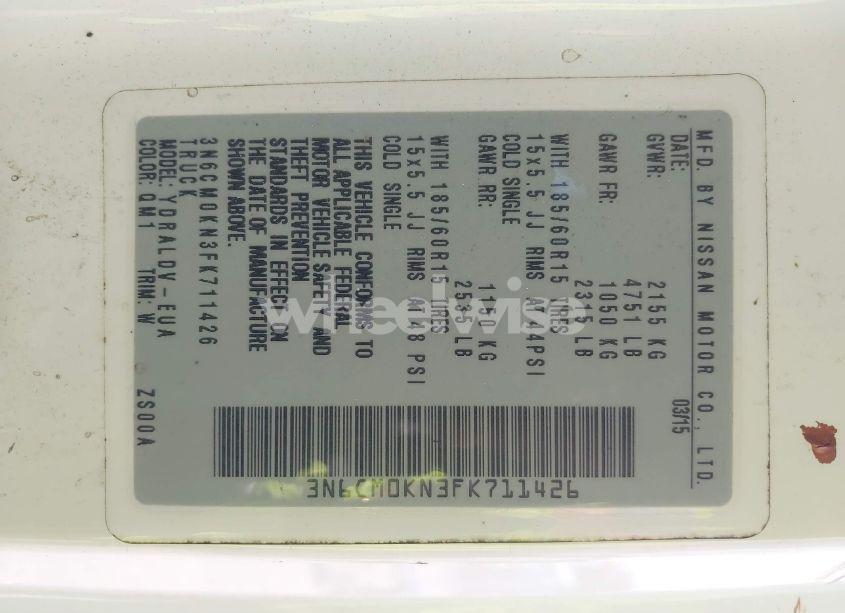 MFD. BY NISSAN MOTOR CO., LTD.
DATE: 03/15
GVWR: 2155 KG
4751 LB
GAWR FR: 1050 KG
2315 LB
WITH 185/60R15 TIRES
15x5.5 JJ RIMS AT 44PSI
COLD SINGLE
GAWR RR: 1150 KG
2535 LB
WITH 185/60R15 TIRES
15x5.5 JJ RIMS AT 48 PSI
COLD SINGLE
THIS VEHICLE CONFORMS TO
ALL APPLICABLE FEDERAL
MOTOR VEHICLE SAFETY AND
THEFT PREVENTION
STANDARDS IN EFFECT ON
THE DATE OF MANUFACTURE
SHOWN ABOVE.
3N6CM0KN3FK711426
TRUCK
MODEL: YDRALDV-EUA
COLOR: QM1 TRIM: W ZS00A
3N6CM0KN3FK711426
wheelwise